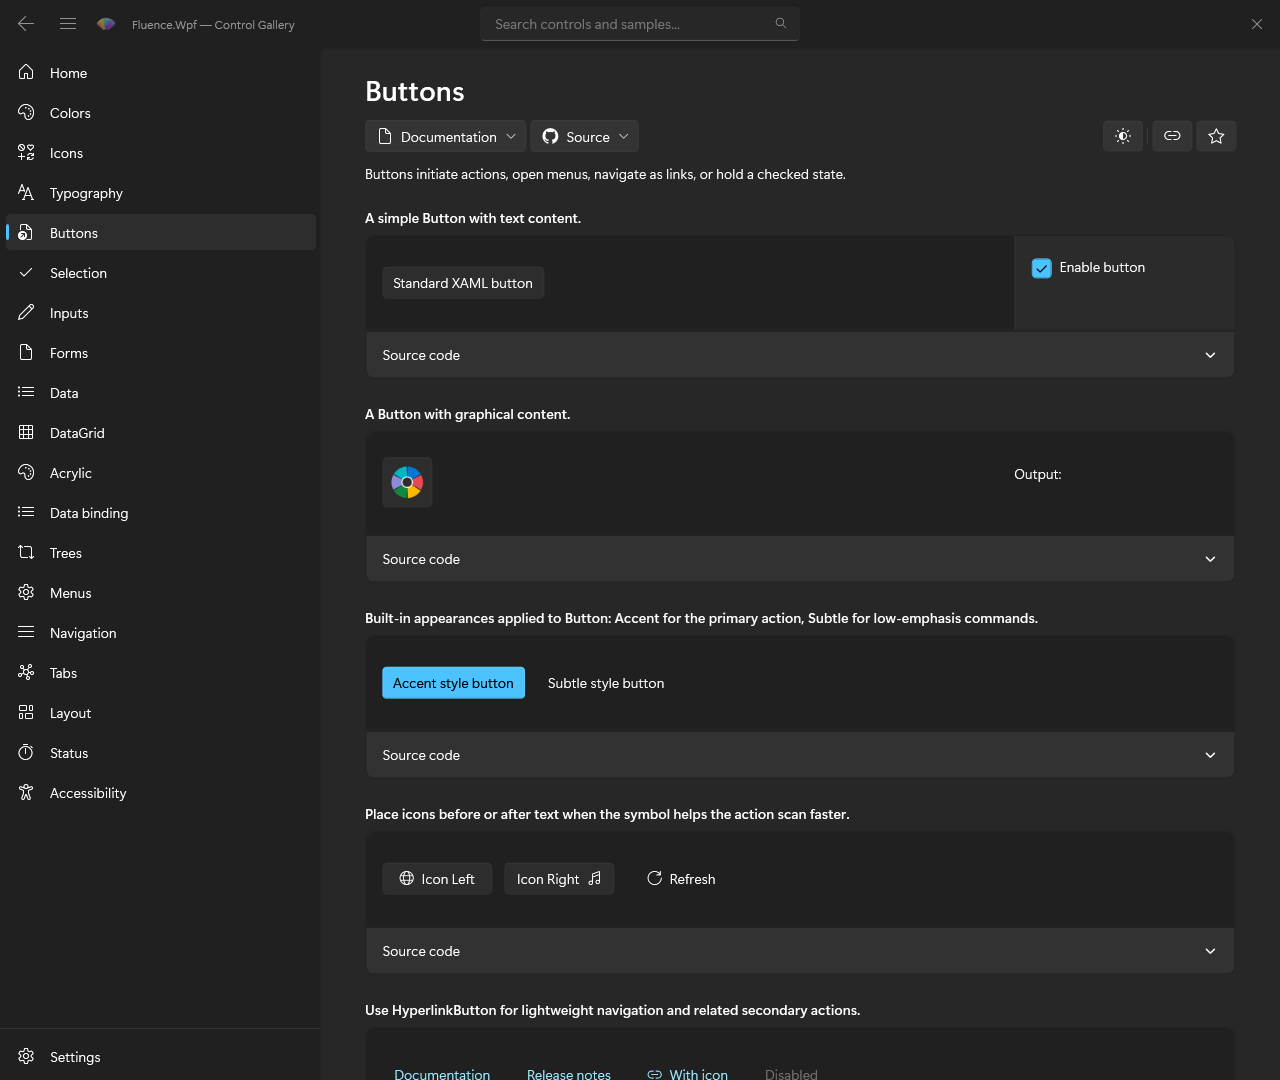 Fluence.Wpf — Control Gallery
Search controls and samples...
Home
Colors
Icons
Typography
Buttons
Selection
Inputs
Forms
Data
DataGrid
Acrylic
Data binding
Trees
Menus
Navigation
Tabs
Layout
Status
Accessibility
Settings
Buttons
Documentation
Source
Buttons initiate actions, open menus, navigate as links, or hold a checked state.
A simple Button with text content.
Standard XAML button
Enable button
Source code
A Button with graphical content.
Output:
Source code
Built-in appearances applied to Button: Accent for the primary action, Subtle for low-emphasis commands.
Accent style button
Subtle style button
Source code
Place icons before or after text when the symbol helps the action scan faster.
Icon Left
Icon Right
Refresh
Source code
Use HyperlinkButton for lightweight navigation and related secondary actions.
Documentation
Release notes
With icon
Disabled